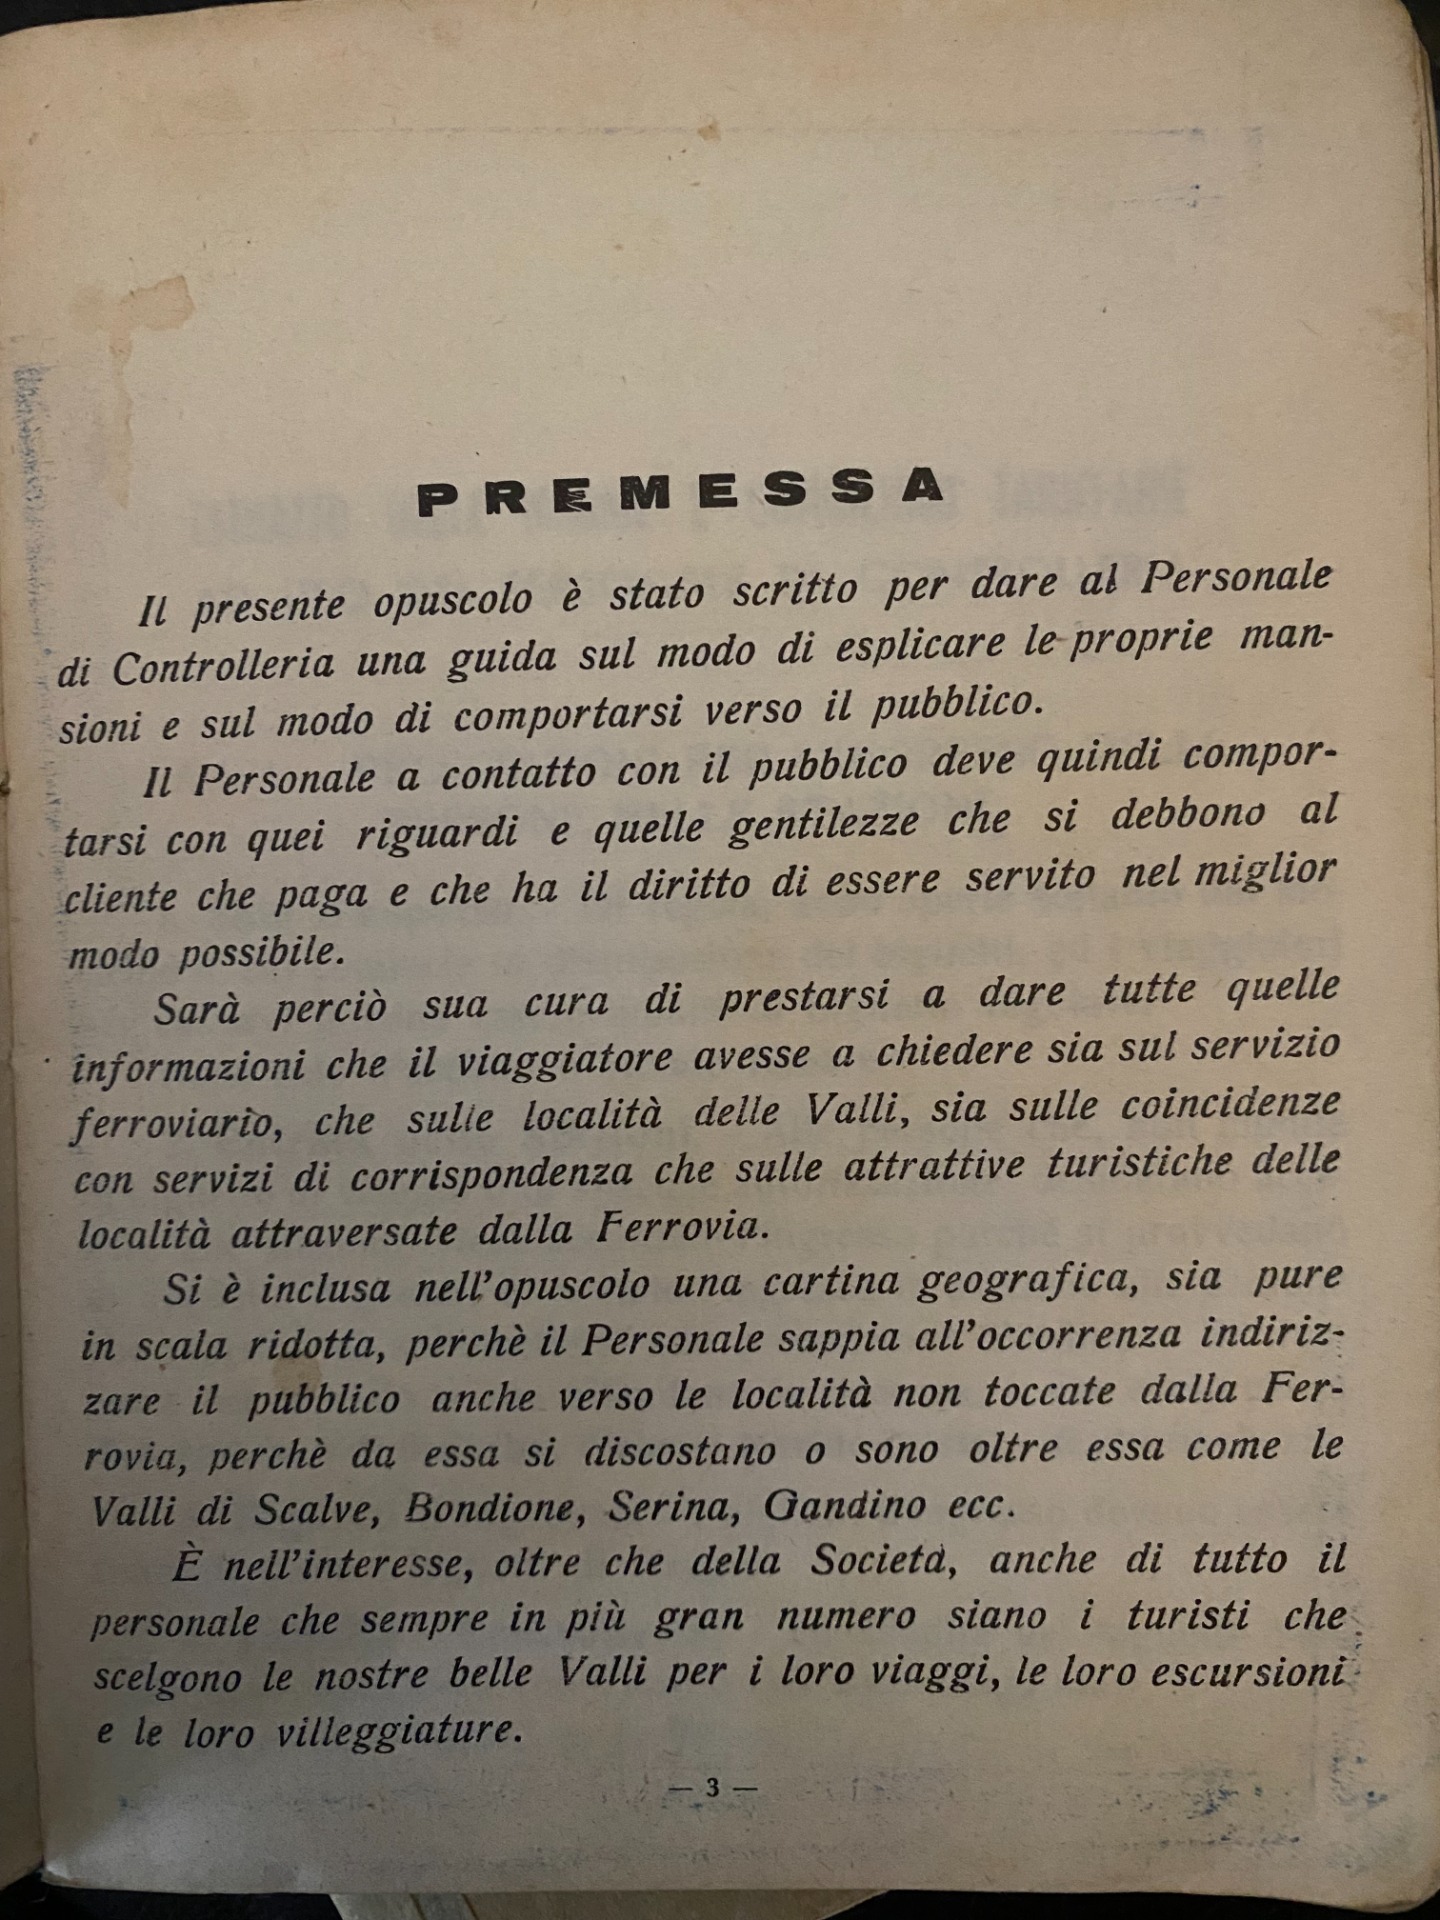 PREMESSA
Il presente opuscolo è stato scritto per dare al Personale
di Controlleria una guida sul modo di esplicare le proprie man-
sioni e sul modo di comportarsi verso il pubblico.
Il Personale a contatto con il pubblico deve quindi compor-
tarsi con quei riguardi e quelle gentilezze che si debbono al
cliente che paga e che ha il diritto di essere servito nel miglior
modo possibile.
Sarà perciò sua cura di prestarsi a dare tutte quelle
informazioni che il viaggiatore avesse a chiedere sia sul servizio
ferroviario, che sulle località delle Valli, sia sulle coincidenze
con servizi di corrispondenza che sulle attrattive turistiche delle
località attraversate dalla Ferrovia.
Si è inclusa nell'opuscolo una cartina geografica, sia pure
in scala ridotta, perchè il Personale sappia all'occorrenza indiriz-
zare il pubblico anche verso le località non toccate dalla Fer-
rovia, perchè da essa si discostano o sono oltre essa come le
Valli di Scalve, Bondione, Serina, Gandino ecc.
È nell'interesse, oltre che della Società, anche di tutto il
personale che sempre in più gran numero siano i turisti che
scelgono le nostre belle Valli per i loro viaggi, le loro escursioni
e le loro villeggiature.
— 3 —